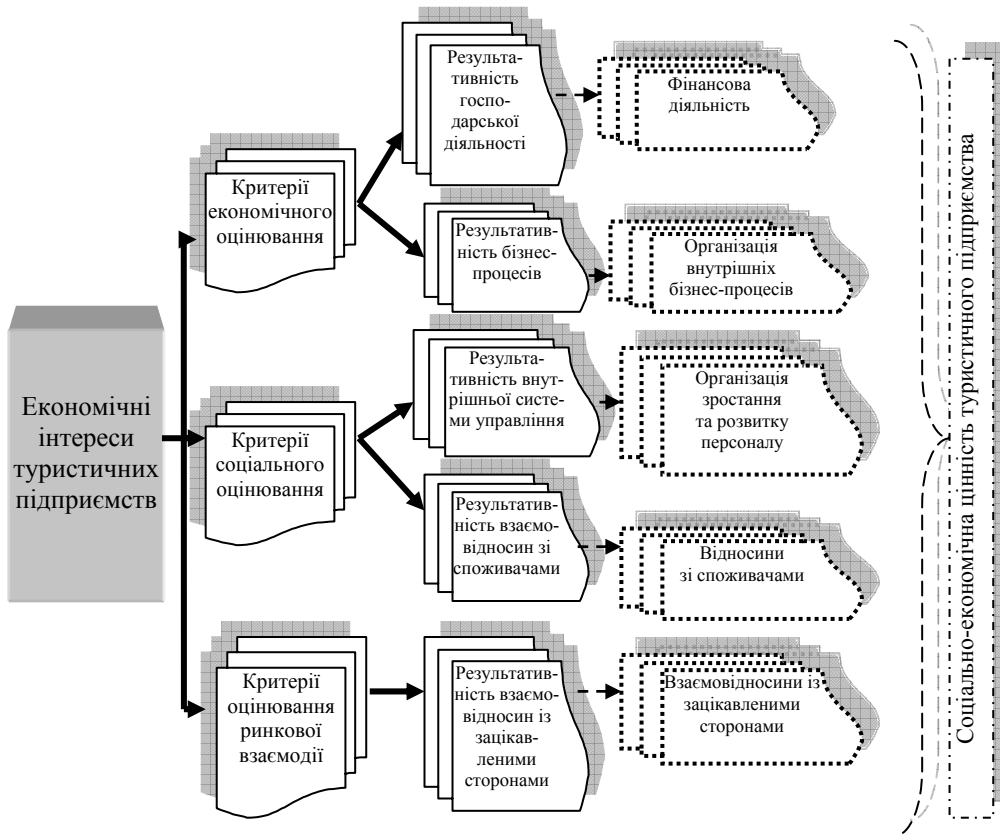 Економічні
інтереси
туристичних
підприємств
Критерії
економічного
оцінювання
Критерії
соціального
оцінювання
Критерії
оцінювання
ринкової
взаємодії
Результа-
тивність
госпо-
дарської
діяльності
Результатив-
ність бізнес-
процесів
Результа-
тивність внут-
рішньої систе-
ми управління
Результатив-
ність взаємо-
відносин зі
споживачами
Результатив-
ність взаємо-
відносин із
зацікав-
леними
сторонами
Фінансова
діяльність
Організація
внутрішніх
бізнес-процесів
Організація
зростання
та розвитку
персоналу
Відносини
зі споживачами
Взаємовідносини із
зацікавленими
сторонами
Соціально-економічна цінність туристичного підприємства